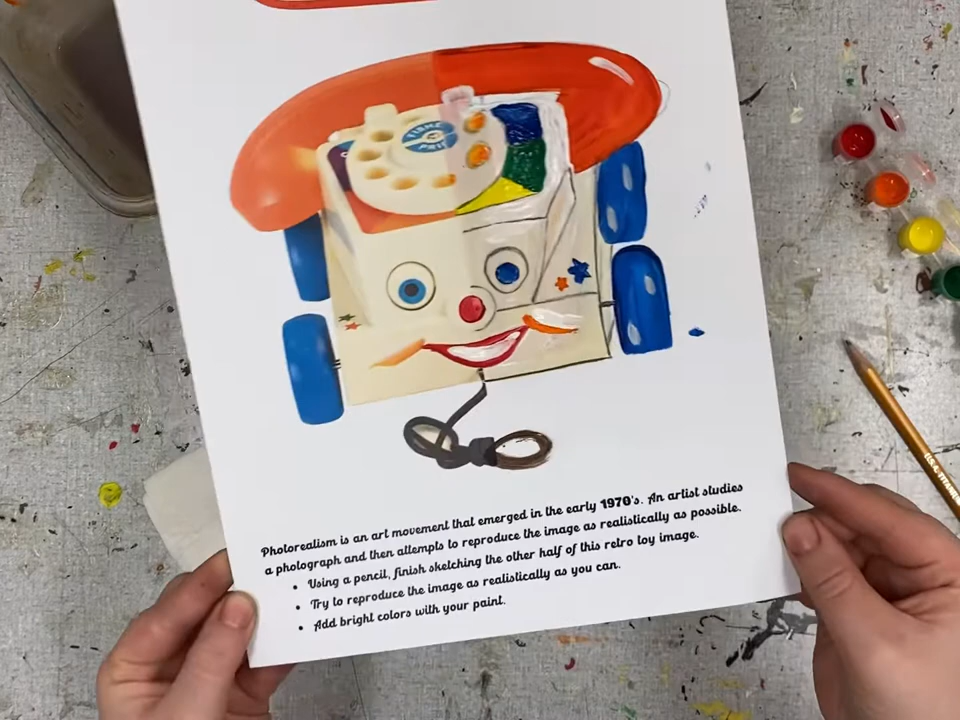 FISHE
PRIC
Photorealism is an art movement that emerged in the early 1970's. An artist studies
a photograph and then attempts to reproduce the image as realistically as possible.
• Using a pencil, finish sketching the other half of this retro toy image.
• Try to reproduce the image as realistically as you can.
• Add bright colors with your paint.